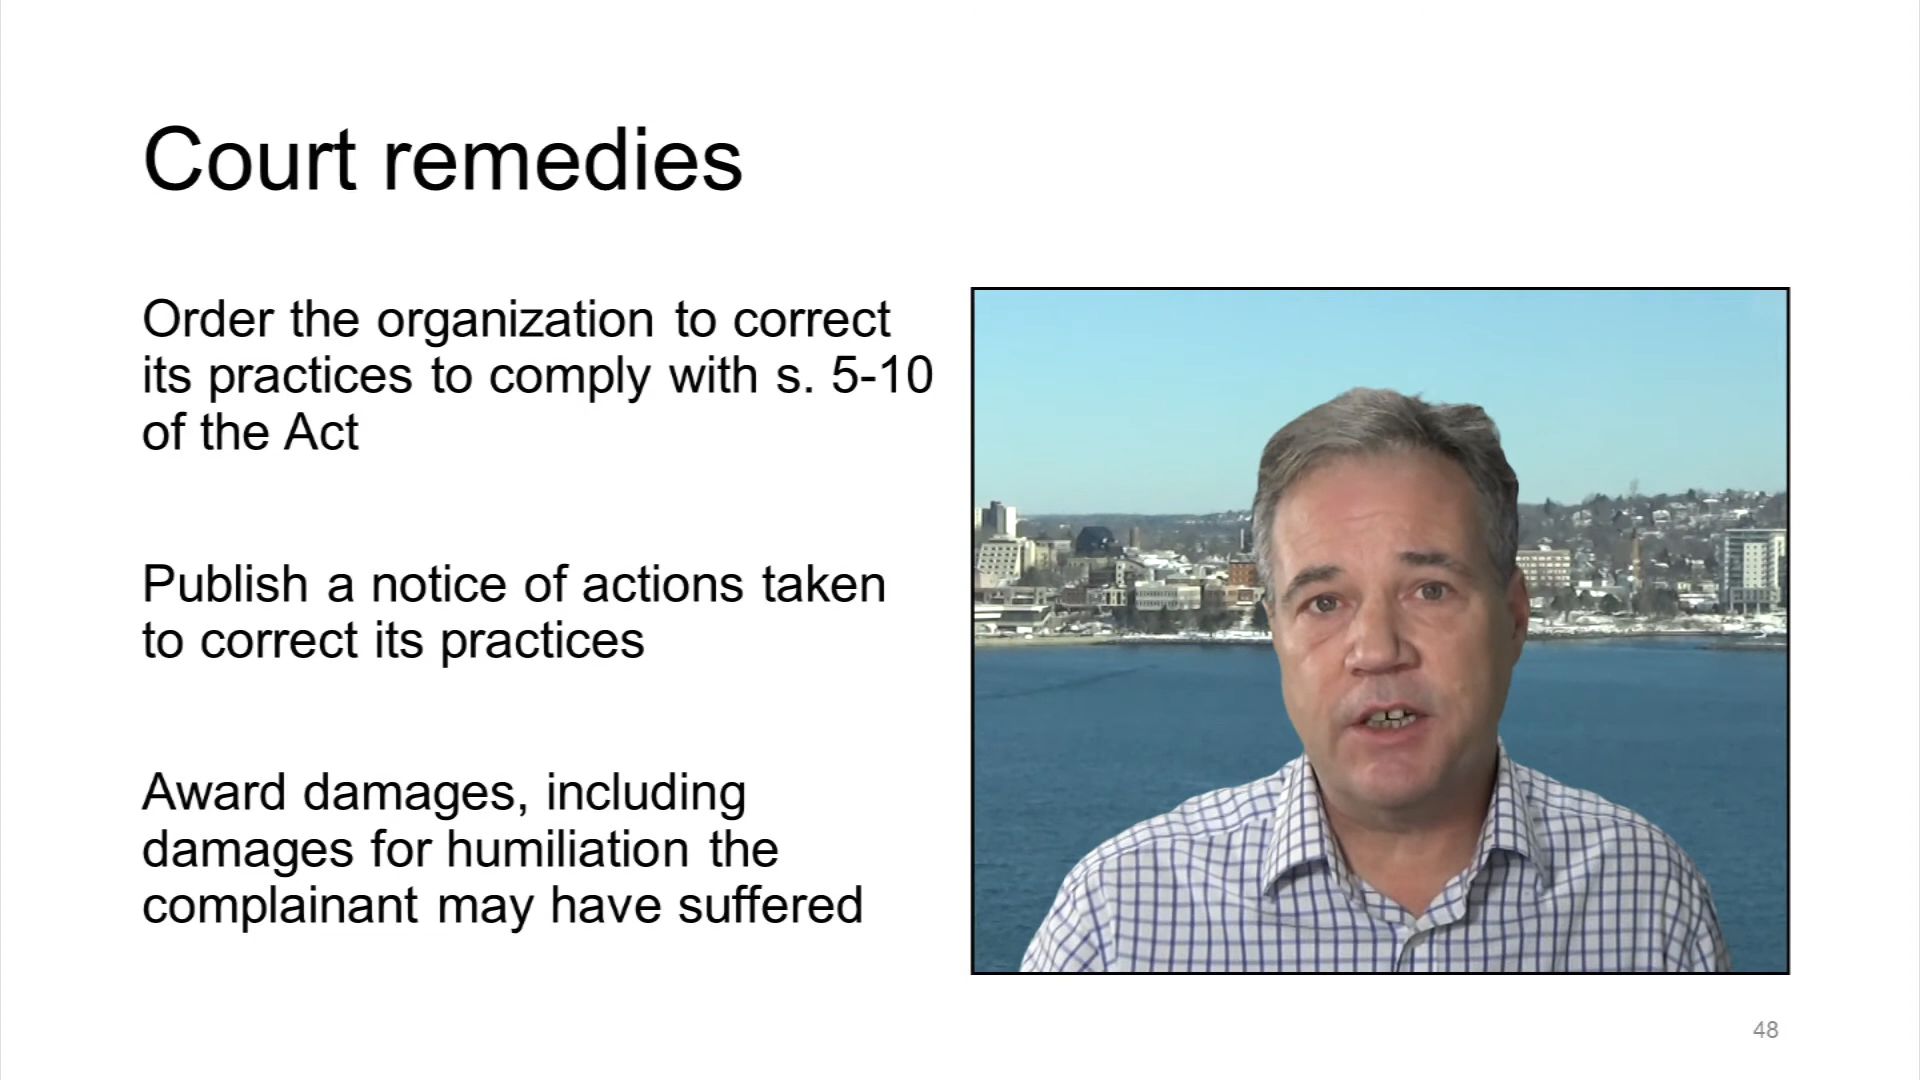 Court remedies
Order the organization to correct
its practices to comply with s. 5-10
of the Act
Publish a notice of actions taken
to correct its practices
Award damages, including
damages for humiliation the
complainant may have suffered
48